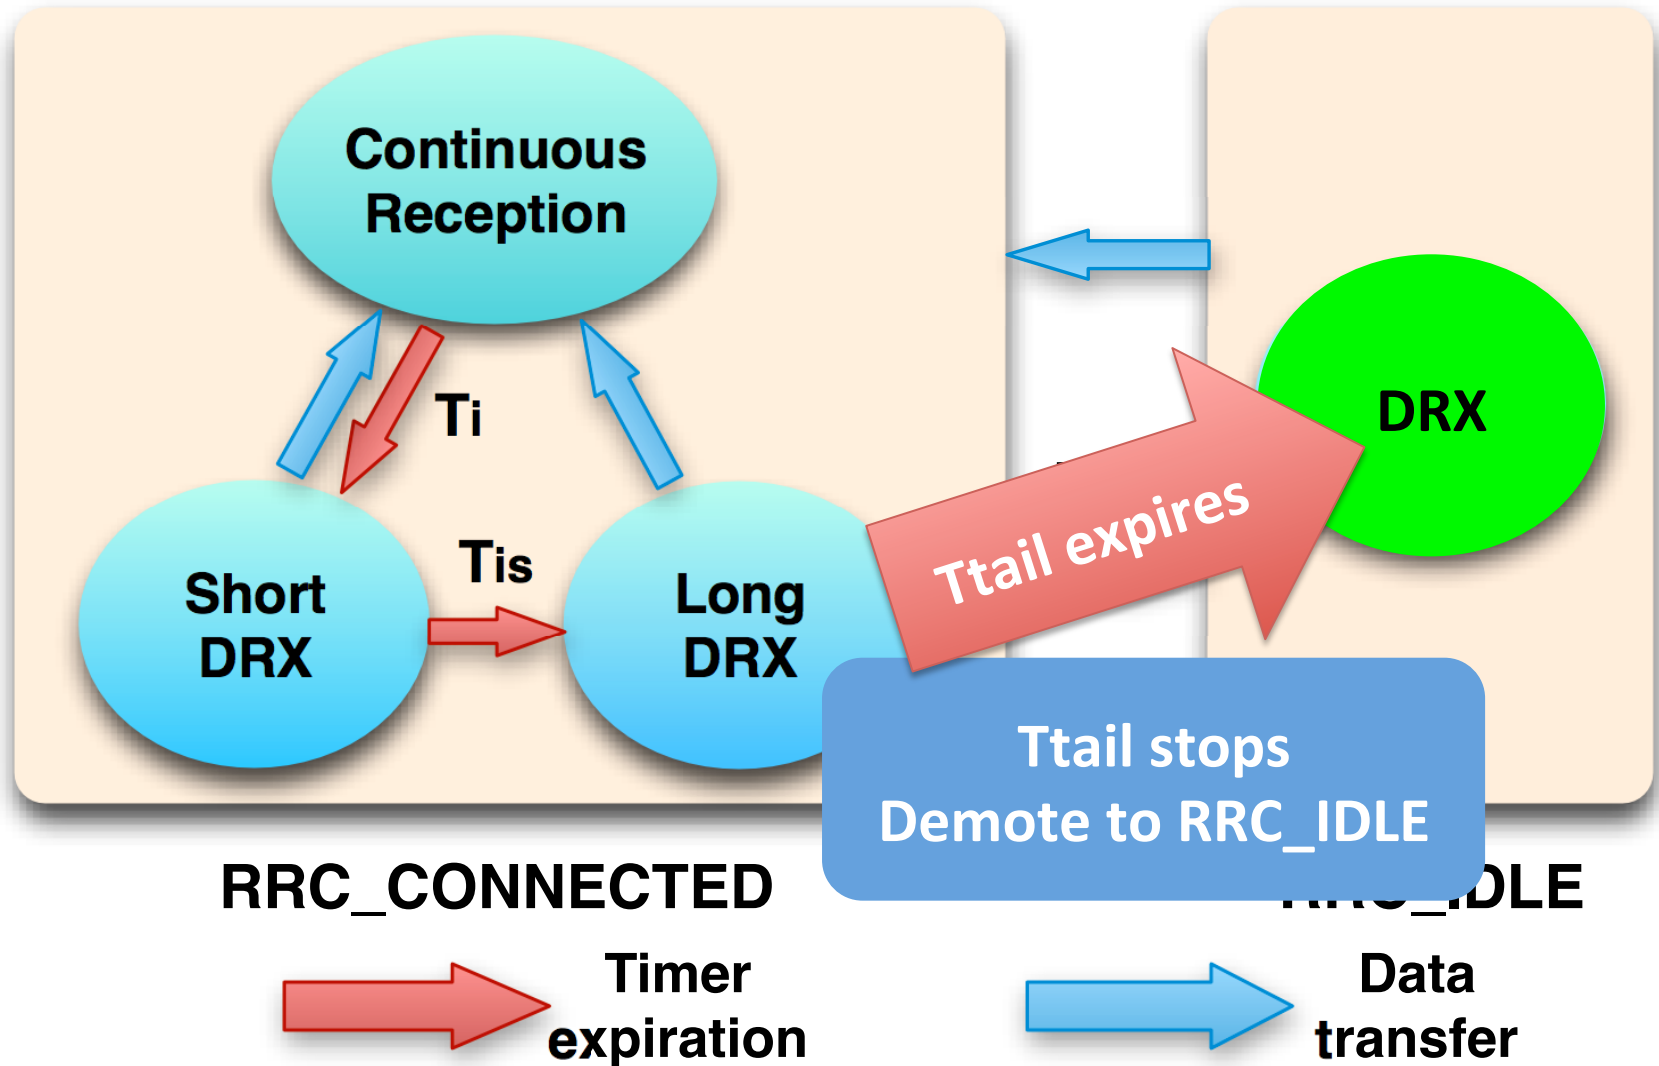 Continuous
Reception
Ti
Tis
Short
DRX
Long
DRX
DRX
Ttail expires
Ttail stops
Demote to RRC_IDLE
RRC_CONNECTED
RRC_IDLE
Timer
expiration
Data
transfer